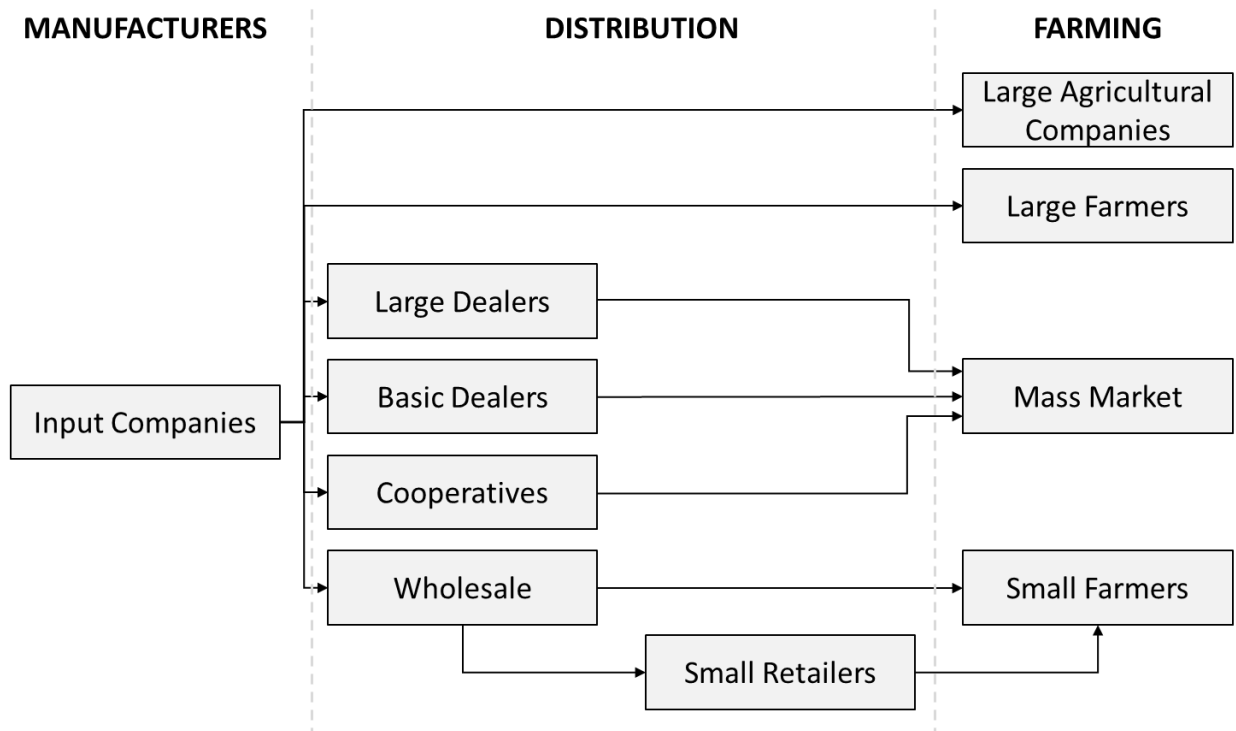 MANUFACTURERS
DISTRIBUTION
FARMING
Large Agricultural
Companies
Large Farmers
Large Dealers
Basic Dealers
Mass Market
Input Companies
Cooperatives
Wholesale
Small Farmers
Small Retailers